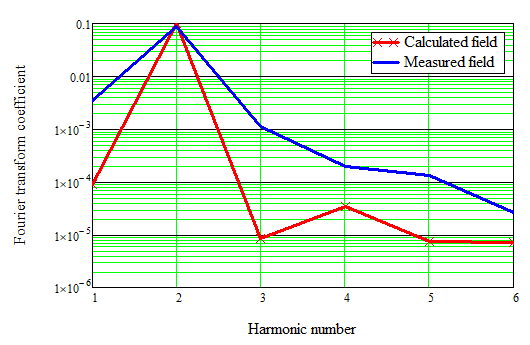 0.1
Calculated field
Measured field
0.01
1×10⁻³
1×10⁻⁴
1×10⁻⁵
1×10⁻⁶
Fourier transform coefficient
1 2 3 4 5 6
Harmonic number